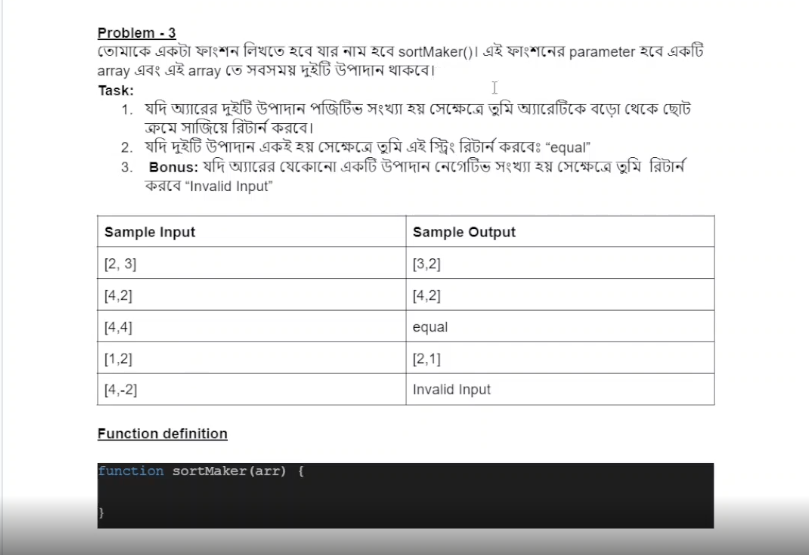 Problem - 3
তোমাকে একটা ফাংশন লিখতে হবে যার নাম হবে sortMaker()। এই ফাংশনের parameter হবে একটি
array এবং এই array তে সবসময় দুইটি উপাদান থাকবে।
Task:
1. যদি অ্যারের দুইটি উপাদান পজিটিভ সংখ্যা হয় সেক্ষেত্রে তুমি অ্যারেটিকে বড়ো থেকে ছোট
ক্রমে সাজিয়ে রিটার্ন করবে।
2. যদি দুইটি উপাদান একই হয় সেক্ষেত্রে তুমি এই স্ট্রিং রিটার্ন করবেঃ “equal”
3. Bonus: যদি অ্যারের যেকোনো একটি উপাদান নেগেটিভ সংখ্যা হয় সেক্ষেত্রে তুমি রিটার্ন
করবে “Invalid Input”
Sample Input Sample Output
[2, 3] [3,2]
[4,2] [4,2]
[4,4] equal
[1,2] [2,1]
[4,-2] Invalid Input
Function definition
function sortMaker(arr) {
}